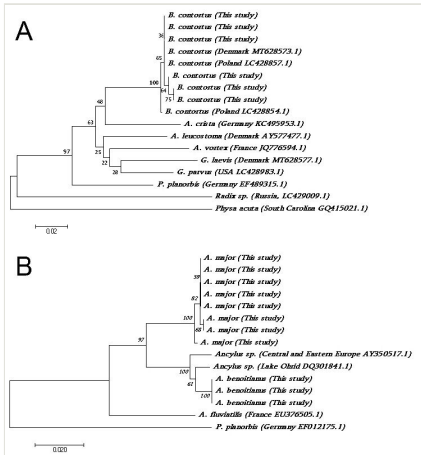 A
B. contortus (This study)
36
B. contortus (This study)
B. contortus (This study)
B. contortus (Denmark MT628573.1)
65
B. contortus (Poland LC428857.1)
B. contortus (This study)
100
B. contortus (This study)
64
75
B. contortus (This study)
B. contortus (Poland LC428854.1)
48
A. crista (Germany KC495953.1)
63
A. leucostoma (Denmark AY577477.1)
25
A. vortex (France JQ776594.1)
97
22
G. laevis (Denmark MT628577.1)
28
G. parvus (USA LC428983.1)
P. planorbis (Germany EF489315.1)
Radix sp. (Russia, LC429009.1)
Physa acuta (South Carolina GQ415021.1)
0.02
B
A. major (This study)
A. major (This study)
A. major (This study)
A. major (This study)
82
A. major (This study)
100
A. major (This study)
68
A. major (This study)
A. major (This study)
97
Ancylus sp. (Central and Eastern Europe AY350517.1)
100
Ancylus sp. (Lake Ohrid DQ301841.1)
61
A. benoitianus (This study)
A. benoitianus (This study)
100
A. benoitianus (This study)
A. fluviatilis (France EU376505.1)
P. planorbis (Germany EF012175.1)
0.020